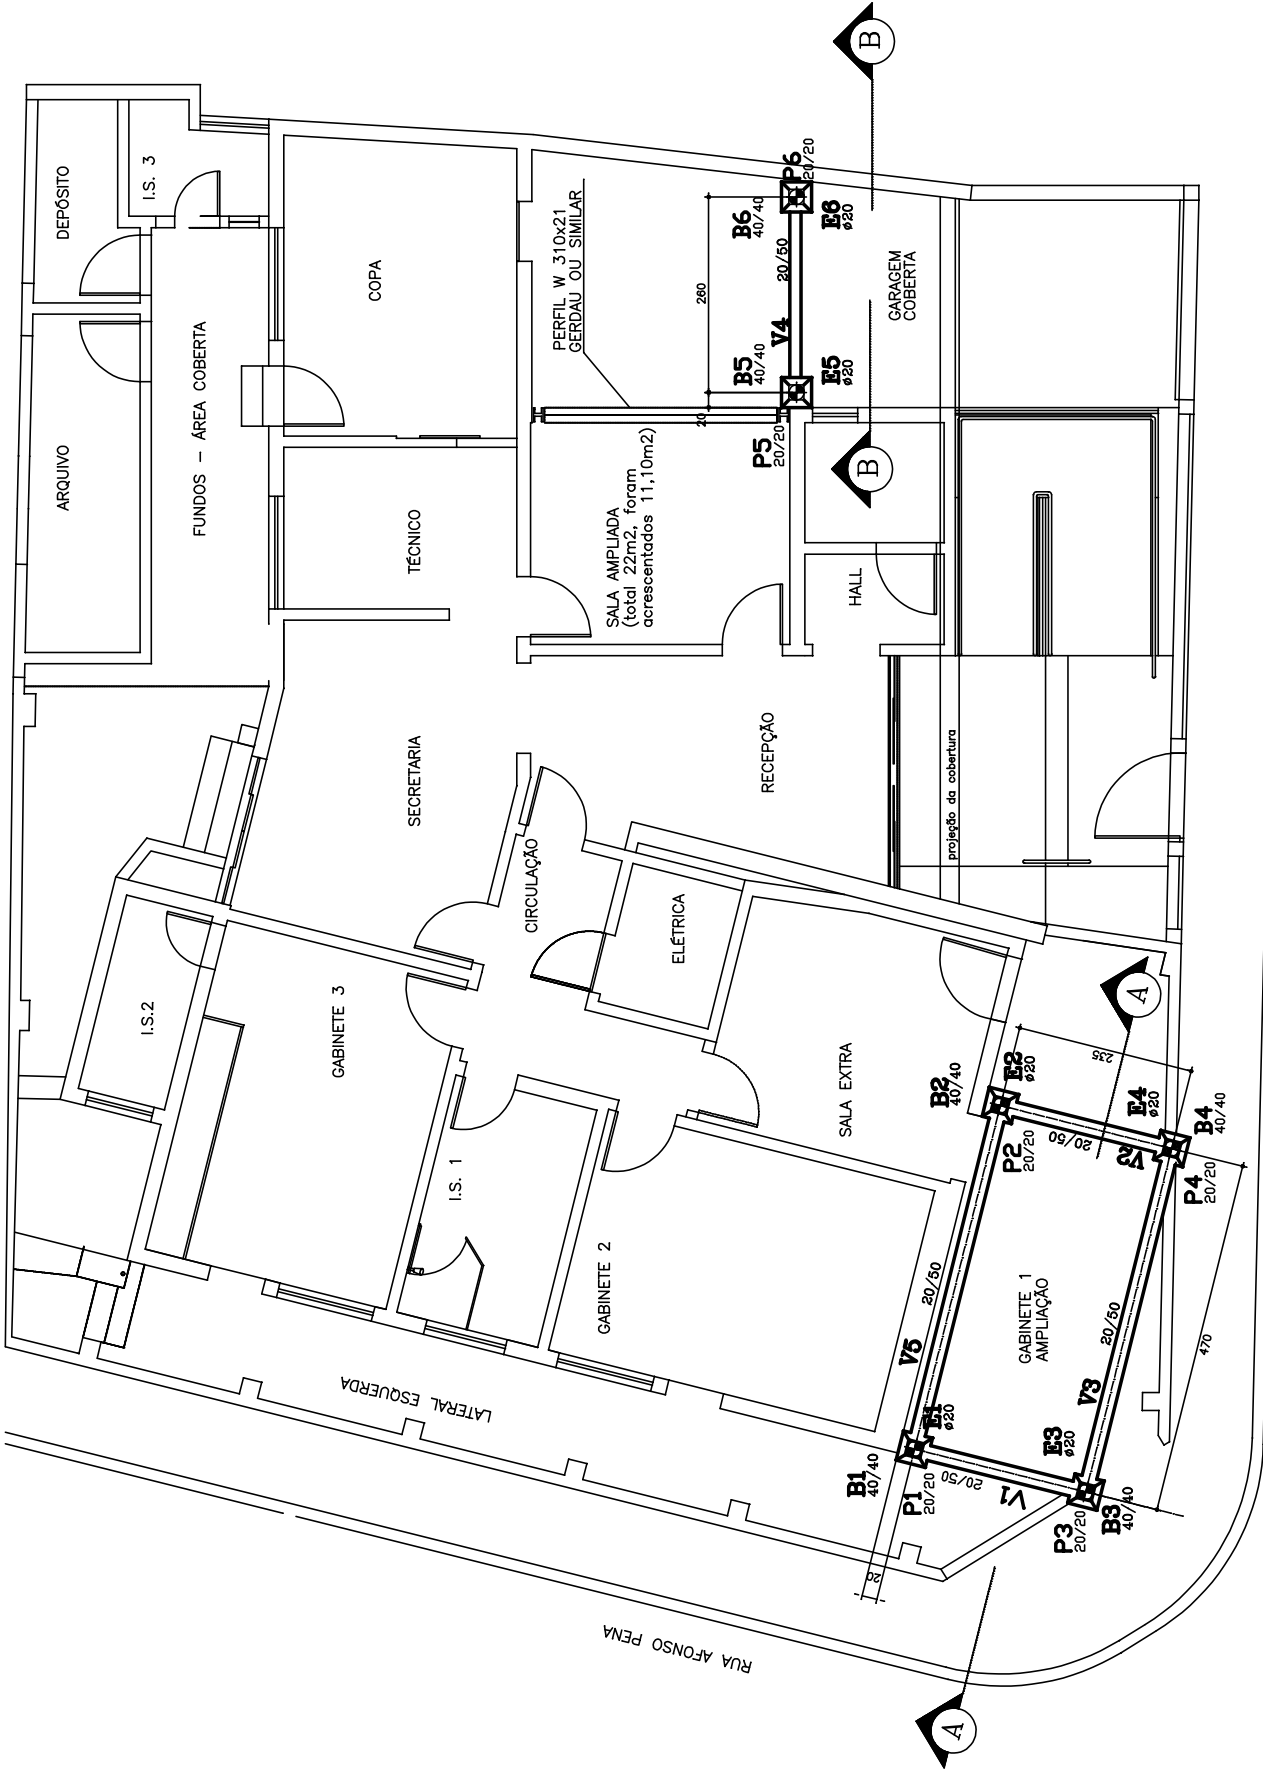 B
DEPÓSITO
I.S. 3
ARQUIVO
FUNDOS - ÁREA COBERTA
COPA
TÉCNICO
PERFIL W 310x21
GERDAU OU SIMILAR
P6
20/20
B6
40/40
E6
ø20
20/50
260
V4
B5
40/40
E5
ø20
20
P5
20/20
GARAGEM
COBERTA
B
SALA AMPLIADA
(total 22m2, foram
acrescentados 11,10m2)
HALL
SECRETARIA
RECEPÇÃO
projeção da cobertura
CIRCULAÇÃO
ELÉTRICA
I.S.2
GABINETE 3
SALA EXTRA
I.S. 1
GABINETE 2
LATERAL ESQUERDA
RUA AFONSO PENA
A
B2
40/40
E2
ø20
P2
20/20
235
20/50
V2
E4
ø20
B4
40/40
P4
20/20
V5
20/50
GABINETE 1
AMPLIAÇÃO
V3
20/50
470
B1
40/40
E1
ø20
P1
20/20
20/50
V1
E3
ø20
P3
20/20
B3
40/40
20
A